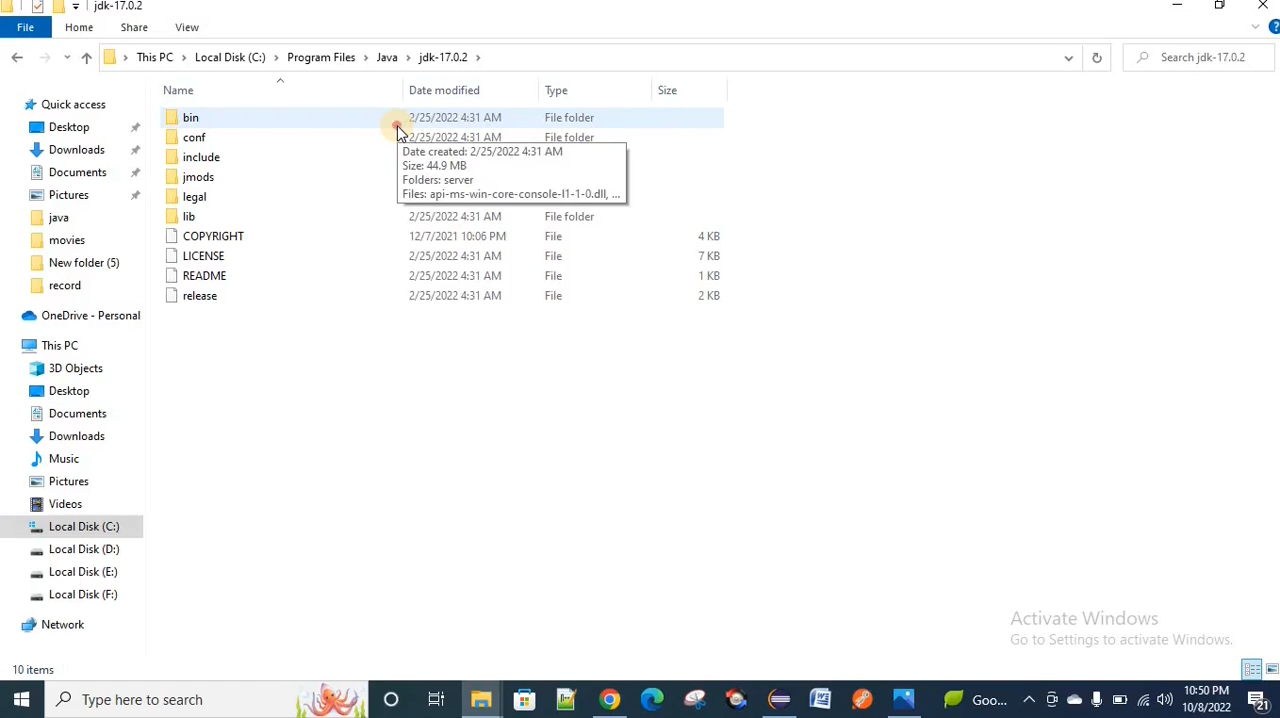 jdk-17.0.2
File Home Share View
This PC Local Disk (C:) Program Files Java jdk-17.0.2 Search jdk-17.0.2
Name Date modified Type Size
Quick access
Desktop
Downloads
Documents
Pictures
java
movies
New folder (5)
record
OneDrive - Personal
This PC
3D Objects
Desktop
Documents
Downloads
Music
Pictures
Videos
Local Disk (C:)
Local Disk (D:)
Local Disk (E:)
Local Disk (F:)
Network
bin 2/25/2022 4:31 AM File folder
conf 2/25/2022 4:31 AM File folder
include
jmods
legal
lib 2/25/2022 4:31 AM File folder
COPYRIGHT 12/7/2021 10:06 PM File 4 KB
LICENSE 2/25/2022 4:31 AM File 7 KB
README 2/25/2022 4:31 AM File 1 KB
release 2/25/2022 4:31 AM File 2 KB
Date created: 2/25/2022 4:31 AM
Size: 44.9 MB
Folders: server
Files: api-ms-win-core-console-l1-1-0.dll, ...
Activate Windows
Go to Settings to activate Windows.
10 items
Type here to search
Goo...
10:50 PM
10/8/2022
21